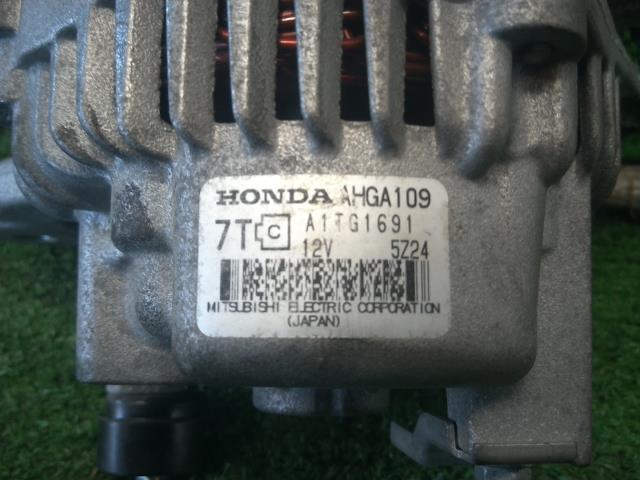 HONDA AHGA109
7T C A1TG1691
12V 5Z24
MITSUBISHI ELECTRIC CORPORATION
(JAPAN)